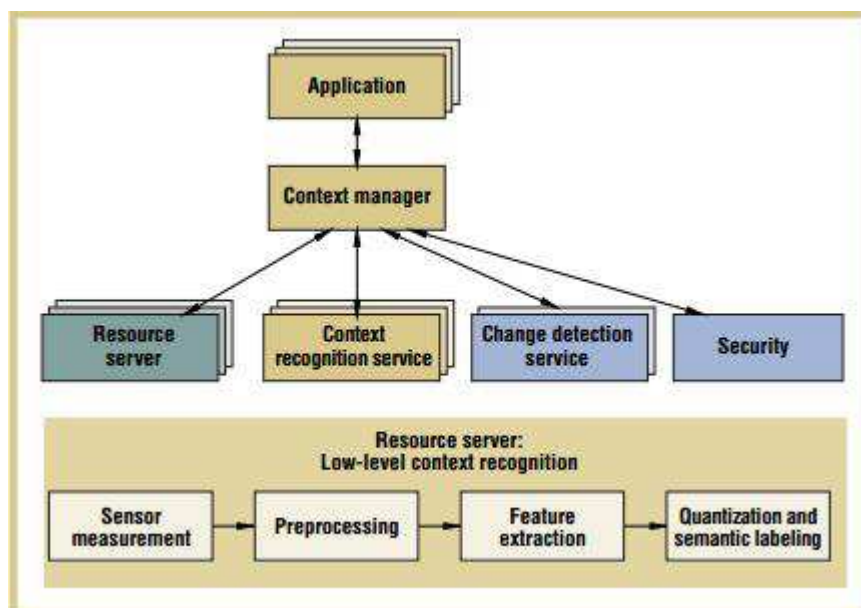 Application
Context manager
Resource
server
Context
recognition service
Change detection
service
Security
Resource server:
Low-level context recognition
Sensor
measurement
Preprocessing
Feature
extraction
Quantization and
semantic labeling